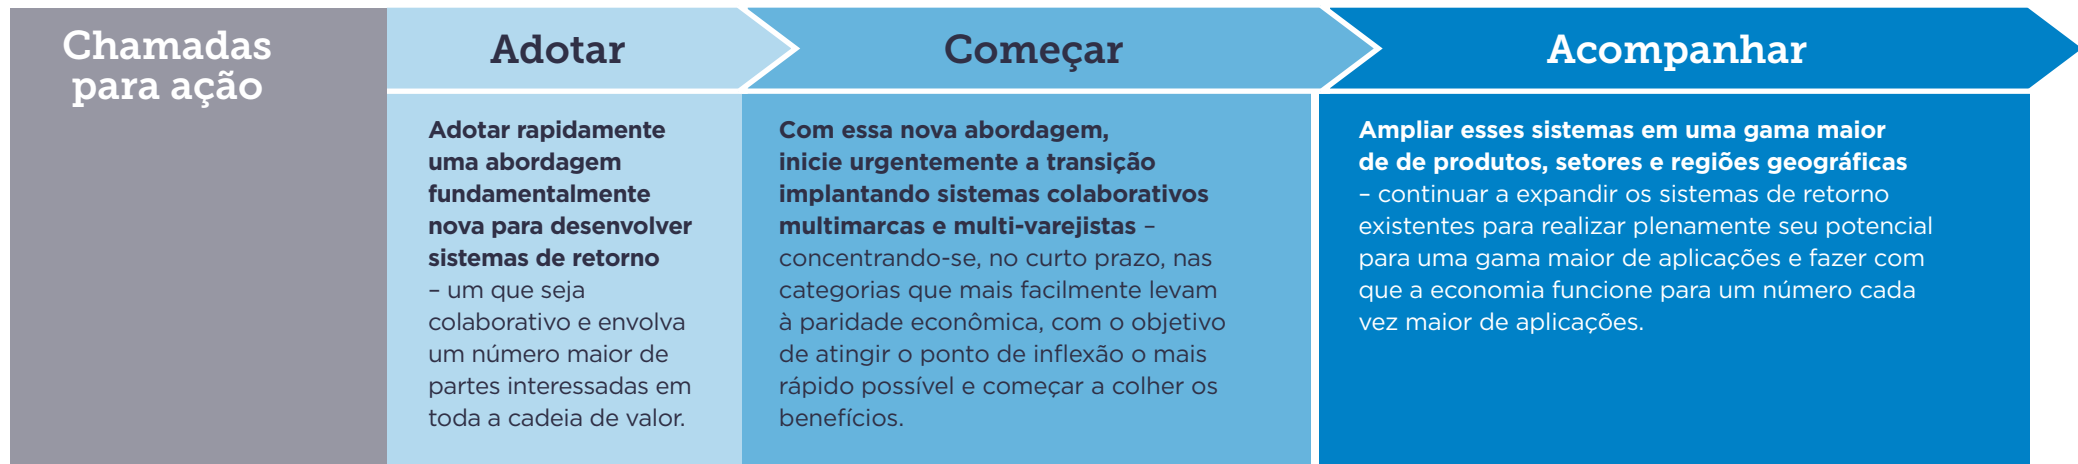 Chamadas
para ação
Adotar
Começar
Acompanhar
Adotar rapidamente
uma abordagem
fundamentalmente
nova para desenvolver
sistemas de retorno
– um que seja
colaborativo e envolva
um número maior de
partes interessadas em
toda a cadeia de valor.
Com essa nova abordagem,
inicie urgentemente a transição
implantando sistemas colaborativos
multimarcas e multi-varejistas –
concentrando-se, no curto prazo, nas
categorias que mais facilmente levam
à paridade econômica, com o objetivo
de atingir o ponto de inflexão o mais
rápido possível e começar a colher os
benefícios.
Ampliar esses sistemas em uma gama maior
de de produtos, setores e regiões geográficas
– continuar a expandir os sistemas de retorno
existentes para realizar plenamente seu potencial
para uma gama maior de aplicações e fazer com
que a economia funcione para um número cada
vez maior de aplicações.